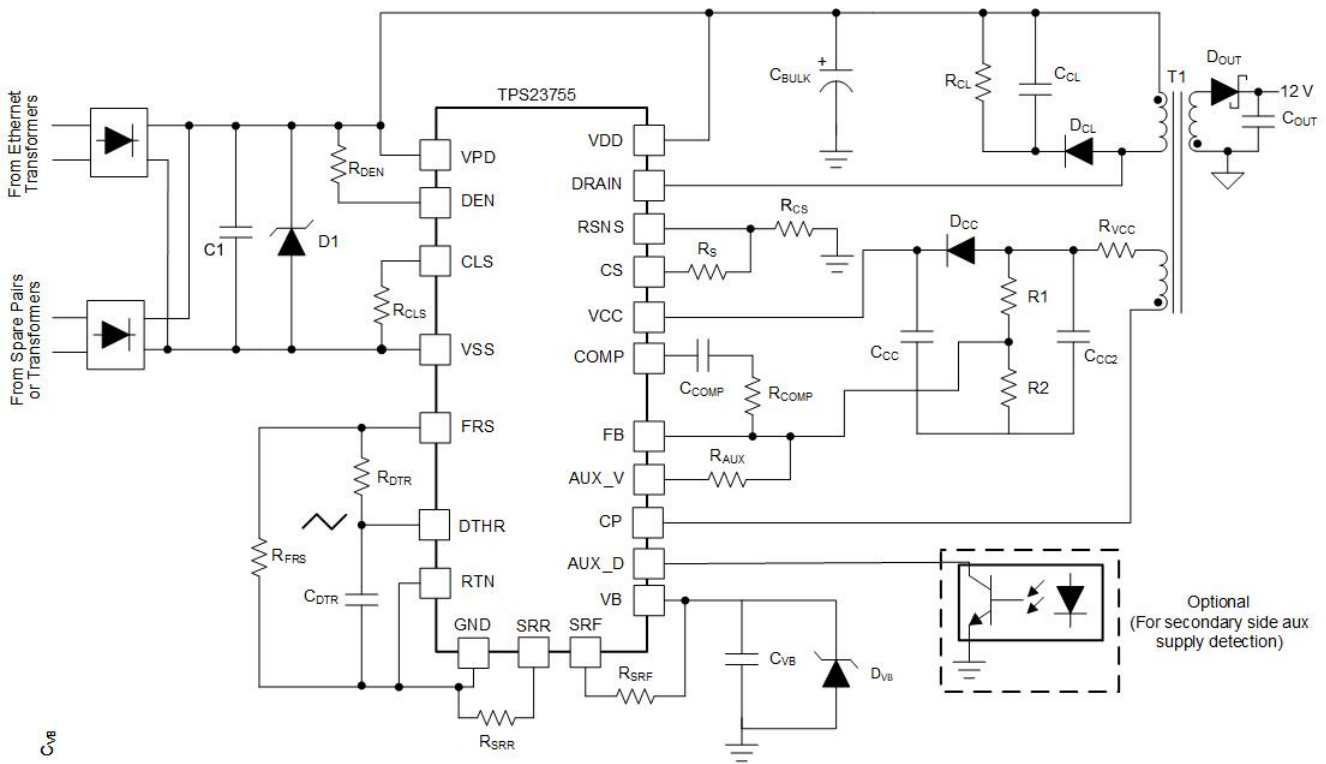 TPS23755
From Ethernet
Transformers
From Spare Pairs
or Transformers
C1
D1
RDEN
RCLS
VPD
DEN
CLS
VSS
FRS
DTHR
RTN
GND
SRR
SRF
VDD
DRAIN
RSNS
CS
VCC
COMP
FB
AUX_V
CP
AUX_D
VB
RFRS
RDTR
CDTR
RSRR
RSRF
CBULK
+
RCL
CCL
DCL
T1
DOUT
12 V
COUT
RCS
RS
DCC
RVCC
R1
R2
CCC
CCC2
CCOMP
RCOMP
RAUX
CVB
DVB
Optional
(For secondary side aux
supply detection)
CVB